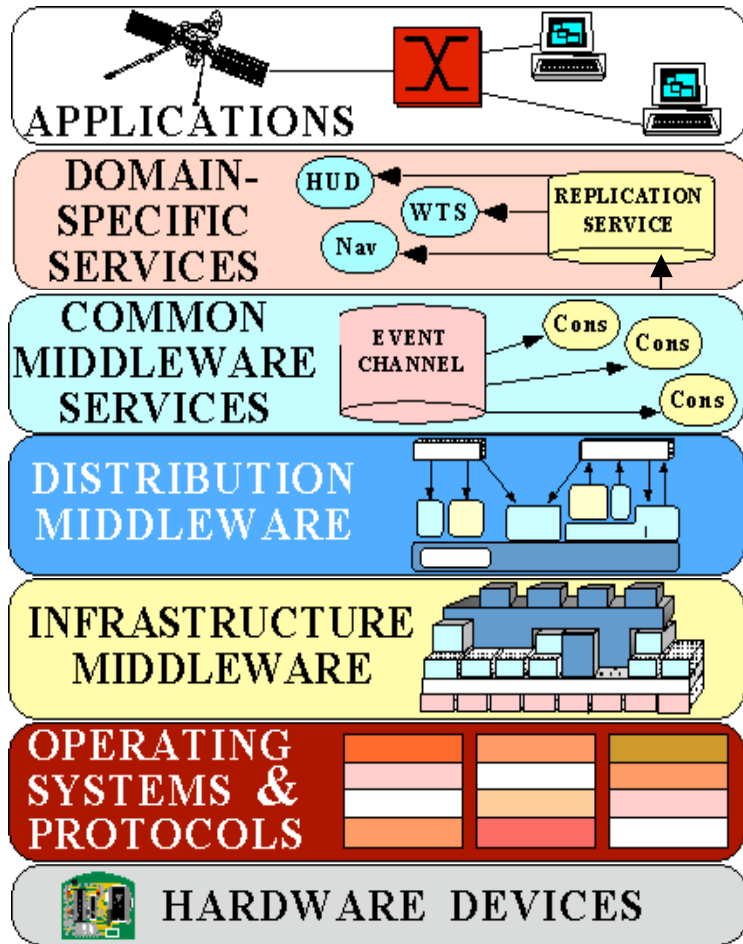 APPLICATIONS
DOMAIN-
SPECIFIC
SERVICES
HUD
WTS
Nav
REPLICATION
SERVICE
COMMON
MIDDLEWARE
SERVICES
EVENT
CHANNEL
Cons
Cons
Cons
DISTRIBUTION
MIDDLEWARE
INFRASTRUCTURE
MIDDLEWARE
OPERATING
SYSTEMS &
PROTOCOLS
HARDWARE DEVICES